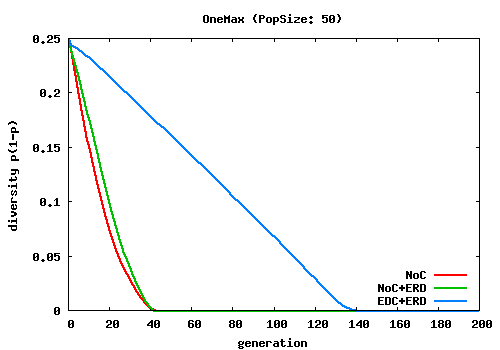 OneMax (PopSize: 50)
0.25
0.2
0.15
0.1
0.05
0
diversity p(1-p)
NoC
NoC+ERD
EDC+ERD
0 20 40 60 80 100 120 140 160 180 200
generation